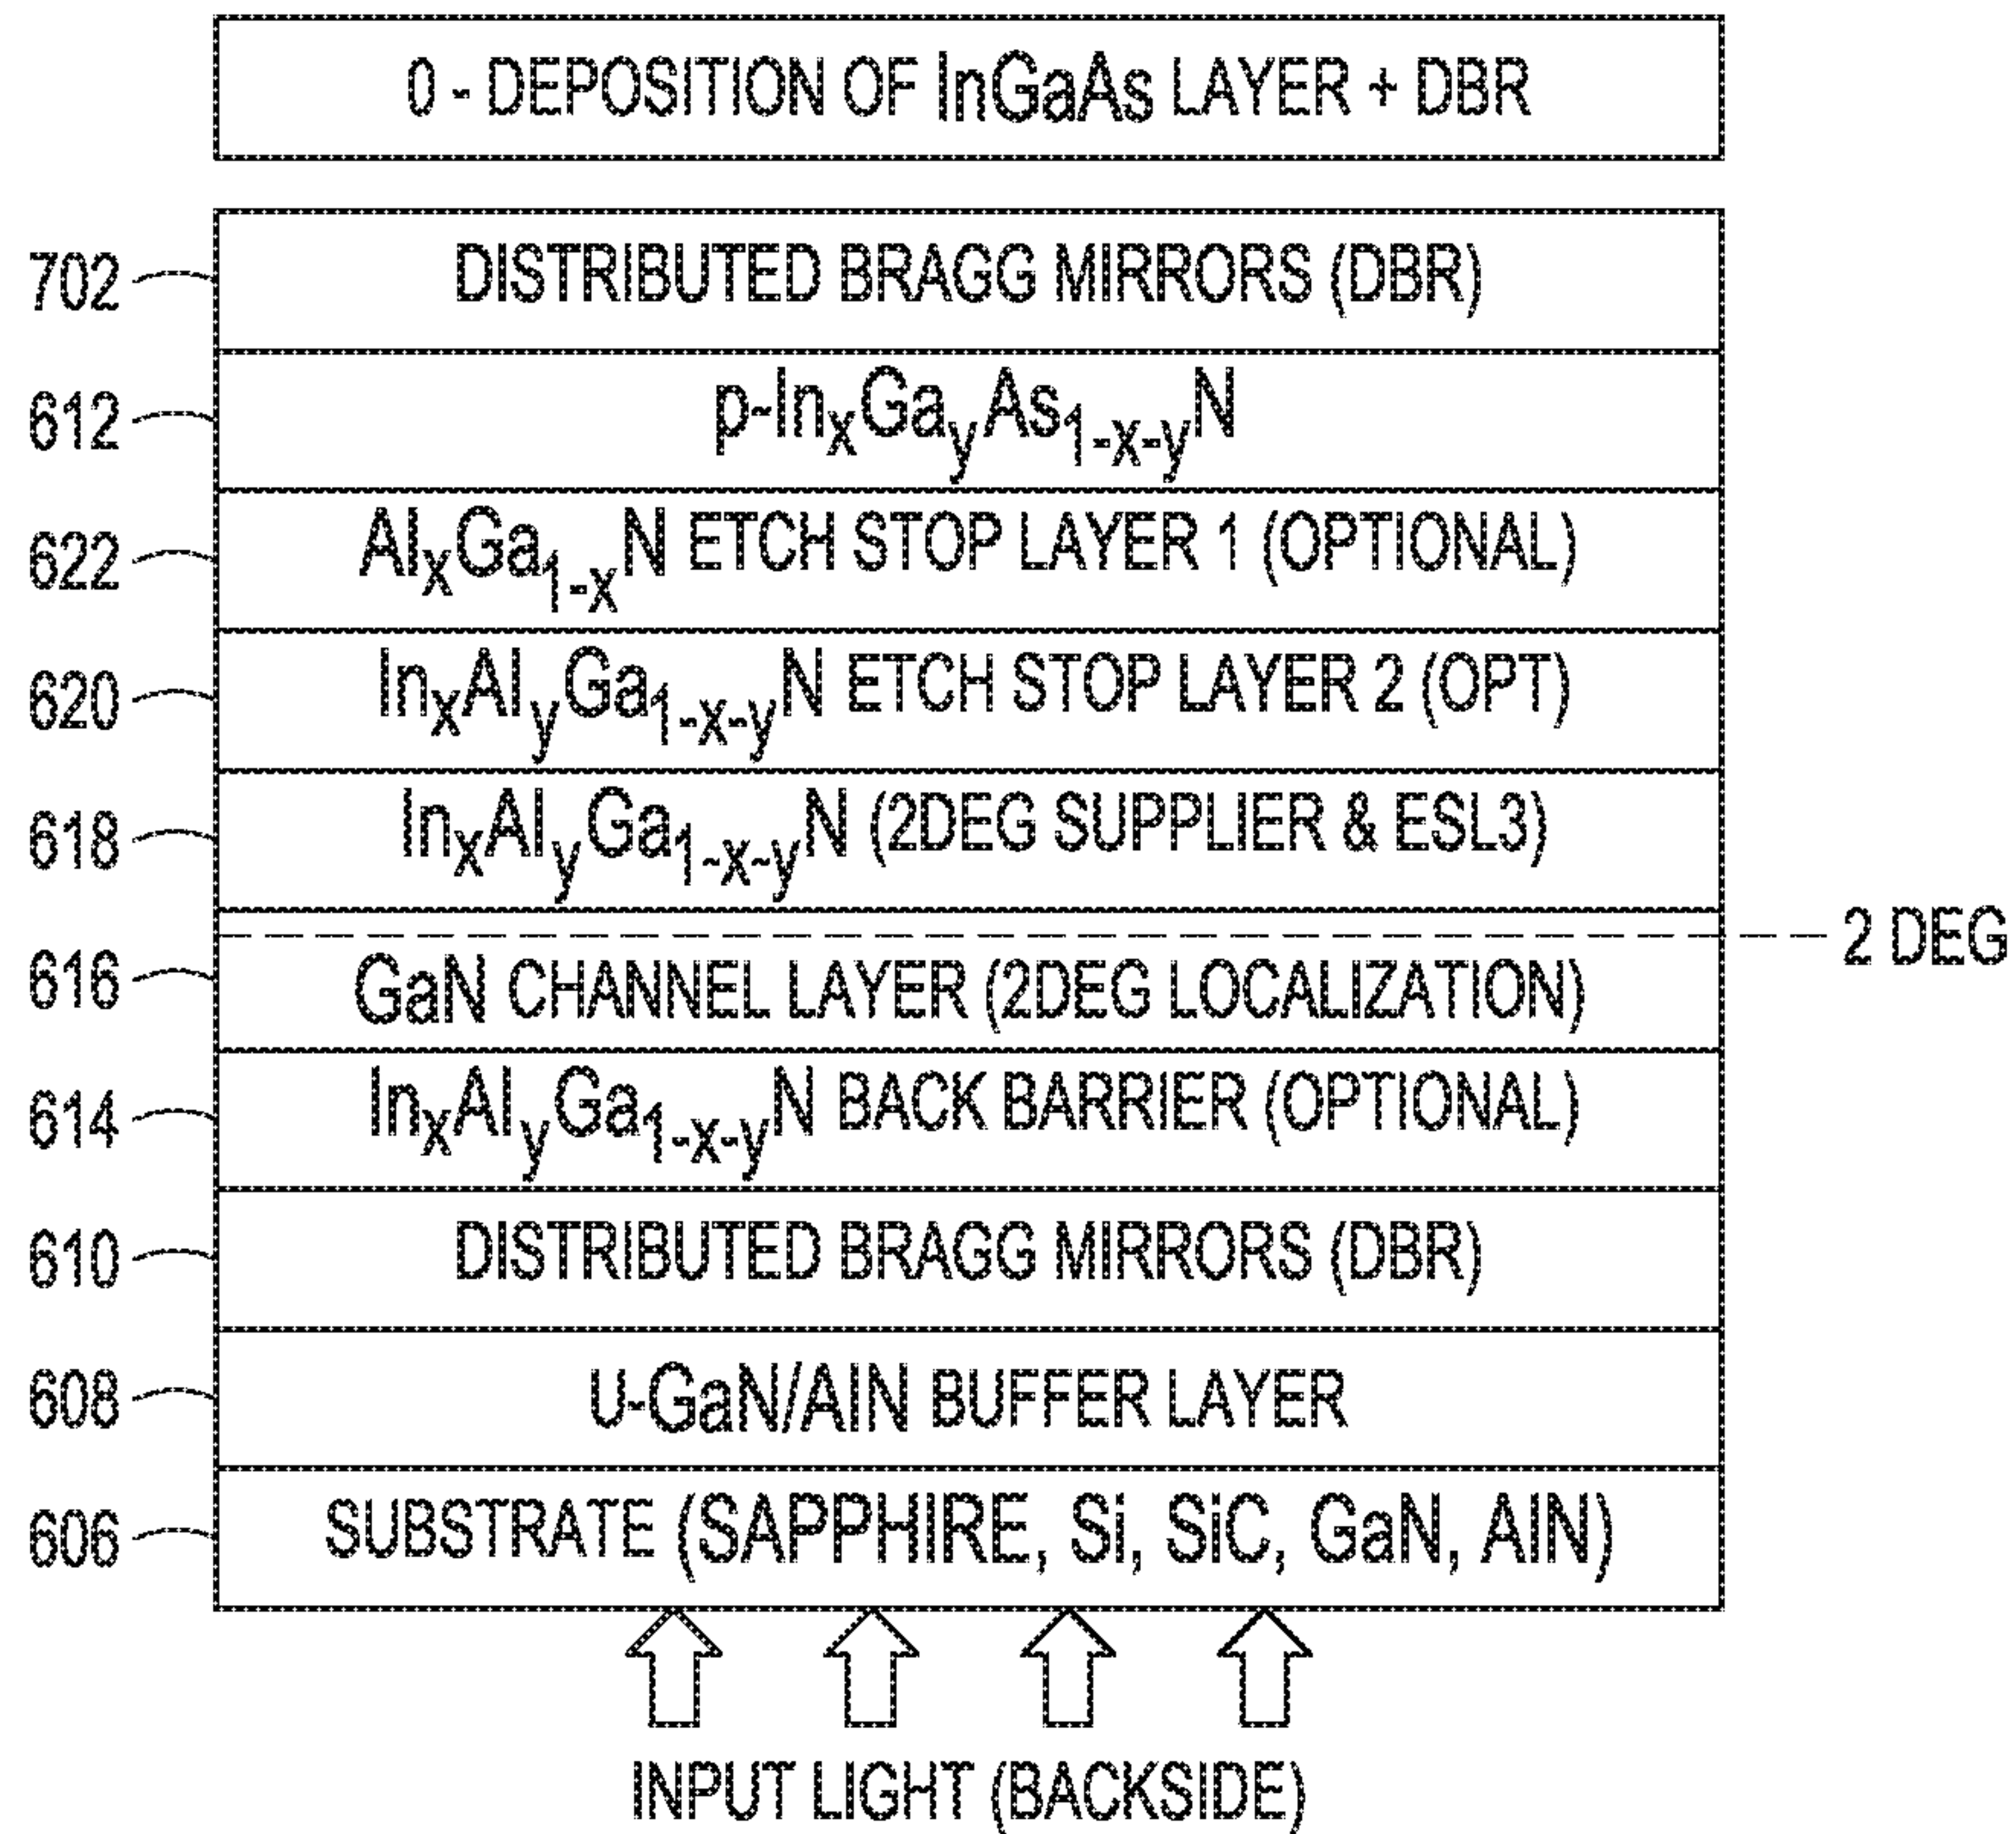 0 - DEPOSITION OF InGaAs LAYER + DBR
702 DISTRIBUTED BRAGG MIRRORS (DBR)
612 p-InxGayAs1-x-yN
622 AlxGa1-xN ETCH STOP LAYER 1 (OPTIONAL)
620 InxAlyGa1-x-yN ETCH STOP LAYER 2 (OPT)
618 InxAlyGa1-x-yN (2DEG SUPPLIER & ESL3)
2 DEG
616 GaN CHANNEL LAYER (2DEG LOCALIZATION)
614 InxAlyGa1-x-yN BACK BARRIER (OPTIONAL)
610 DISTRIBUTED BRAGG MIRRORS (DBR)
608 U-GaN/AlN BUFFER LAYER
606 SUBSTRATE (SAPPHIRE, Si, SiC, GaN, AlN)
INPUT LIGHT (BACKSIDE)